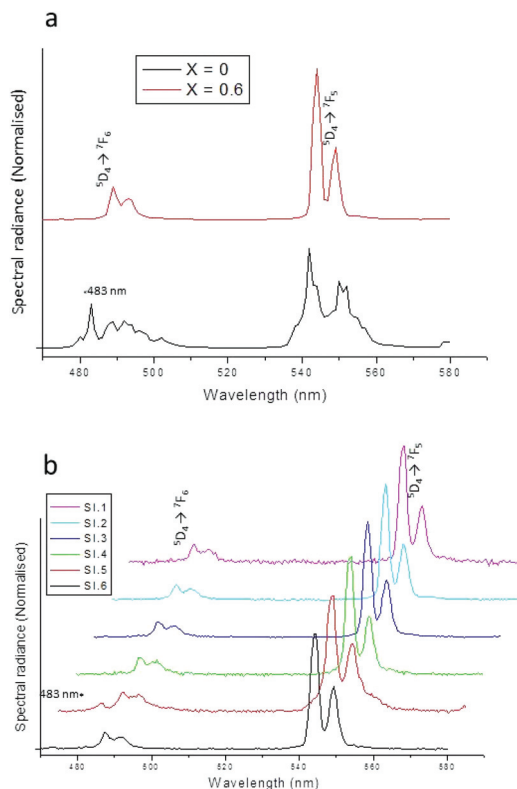 a
X = 0
X = 0.6
⁵D₄→ ⁷F₆
⁵D₄→ ⁷F₅
Spectral radiance (Normalised)
*483 nm
480 500 520 540 560 580
Wavelength (nm)
b
SI.1
SI.2
SI.3
SI.4
SI.5
SI.6
⁵D₄→ ⁷F₆
⁵D₄→ ⁷F₅
Spectral radiance (Normalised)
483 nm*
480 500 520 540 560 580
Wavelength (nm)